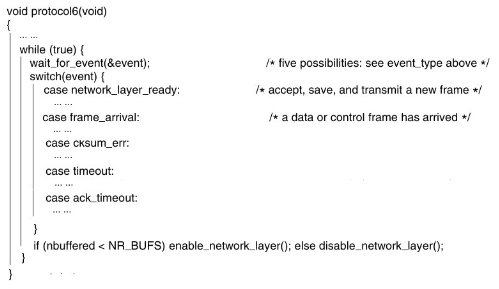 void protocol6(void)
{
... ...
while (true) {
wait_for_event(&event); /* five possibilities: see event_type above */
switch(event) {
case network_layer_ready: /* accept, save, and transmit a new frame */
... ...
case frame_arrival: /* a data or control frame has arrived */
... ...
case cksum_err:
... ...
case timeout:
... ...
case ack_timeout:
... ...
}
if (nbuffered < NR_BUFS) enable_network_layer(); else disable_network_layer();
}
}